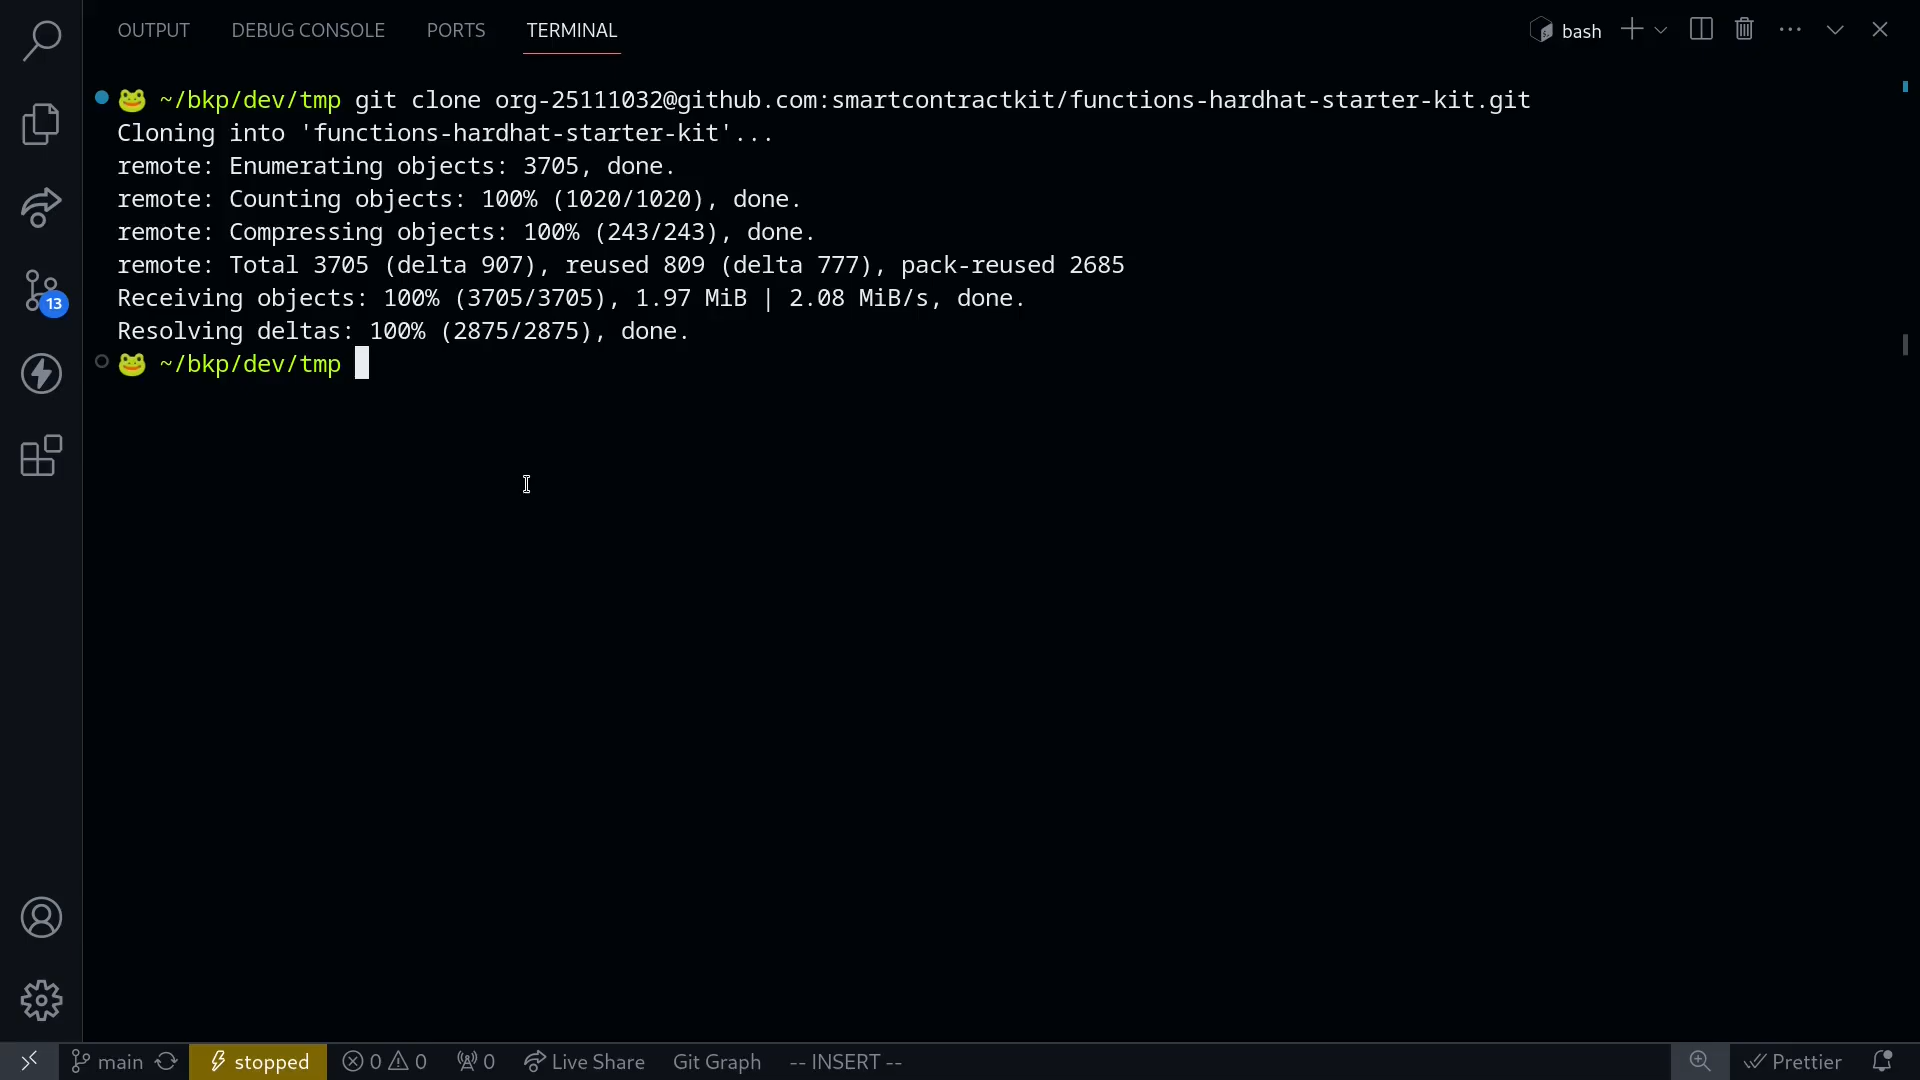 OUTPUT DEBUG CONSOLE PORTS TERMINAL bash
~/bkp/dev/tmp git clone org-25111032@github.com:smartcontractkit/functions-hardhat-starter-kit.git
Cloning into 'functions-hardhat-starter-kit'...
remote: Enumerating objects: 3705, done.
remote: Counting objects: 100% (1020/1020), done.
remote: Compressing objects: 100% (243/243), done.
remote: Total 3705 (delta 907), reused 809 (delta 777), pack-reused 2685
Receiving objects: 100% (3705/3705), 1.97 MiB | 2.08 MiB/s, done.
Resolving deltas: 100% (2875/2875), done.
~/bkp/dev/tmp
13
main stopped 0 0 0 Live Share Git Graph -- INSERT -- Prettier